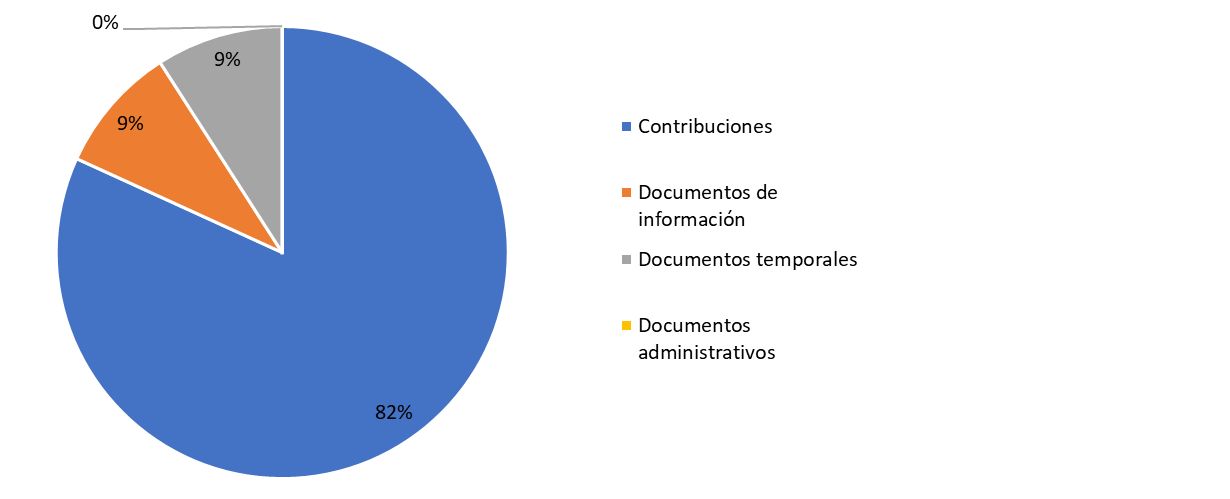 0%
9%
9%
82%
Contribuciones
Documentos de
información
Documentos temporales
Documentos
administrativos